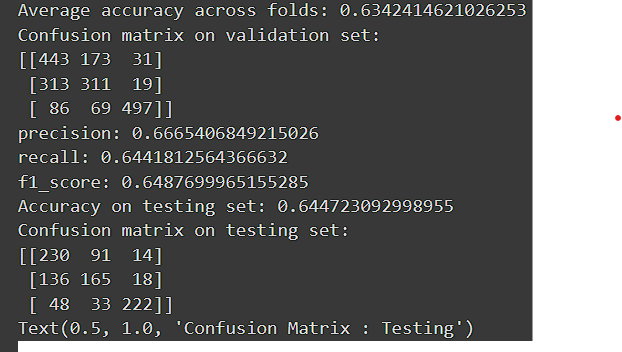 Average accuracy across folds: 0.6342414621026253
Confusion matrix on validation set:
[[443 173  31]
 [313 311  19]
 [ 86  69 497]]
precision: 0.6665406849215026
recall: 0.6441812564366632
f1_score: 0.6487699965155285
Accuracy on testing set: 0.644723092998955
Confusion matrix on testing set:
[[230  91  14]
 [136 165  18]
 [ 48  33 222]]
Text(0.5, 1.0, 'Confusion Matrix : Testing')